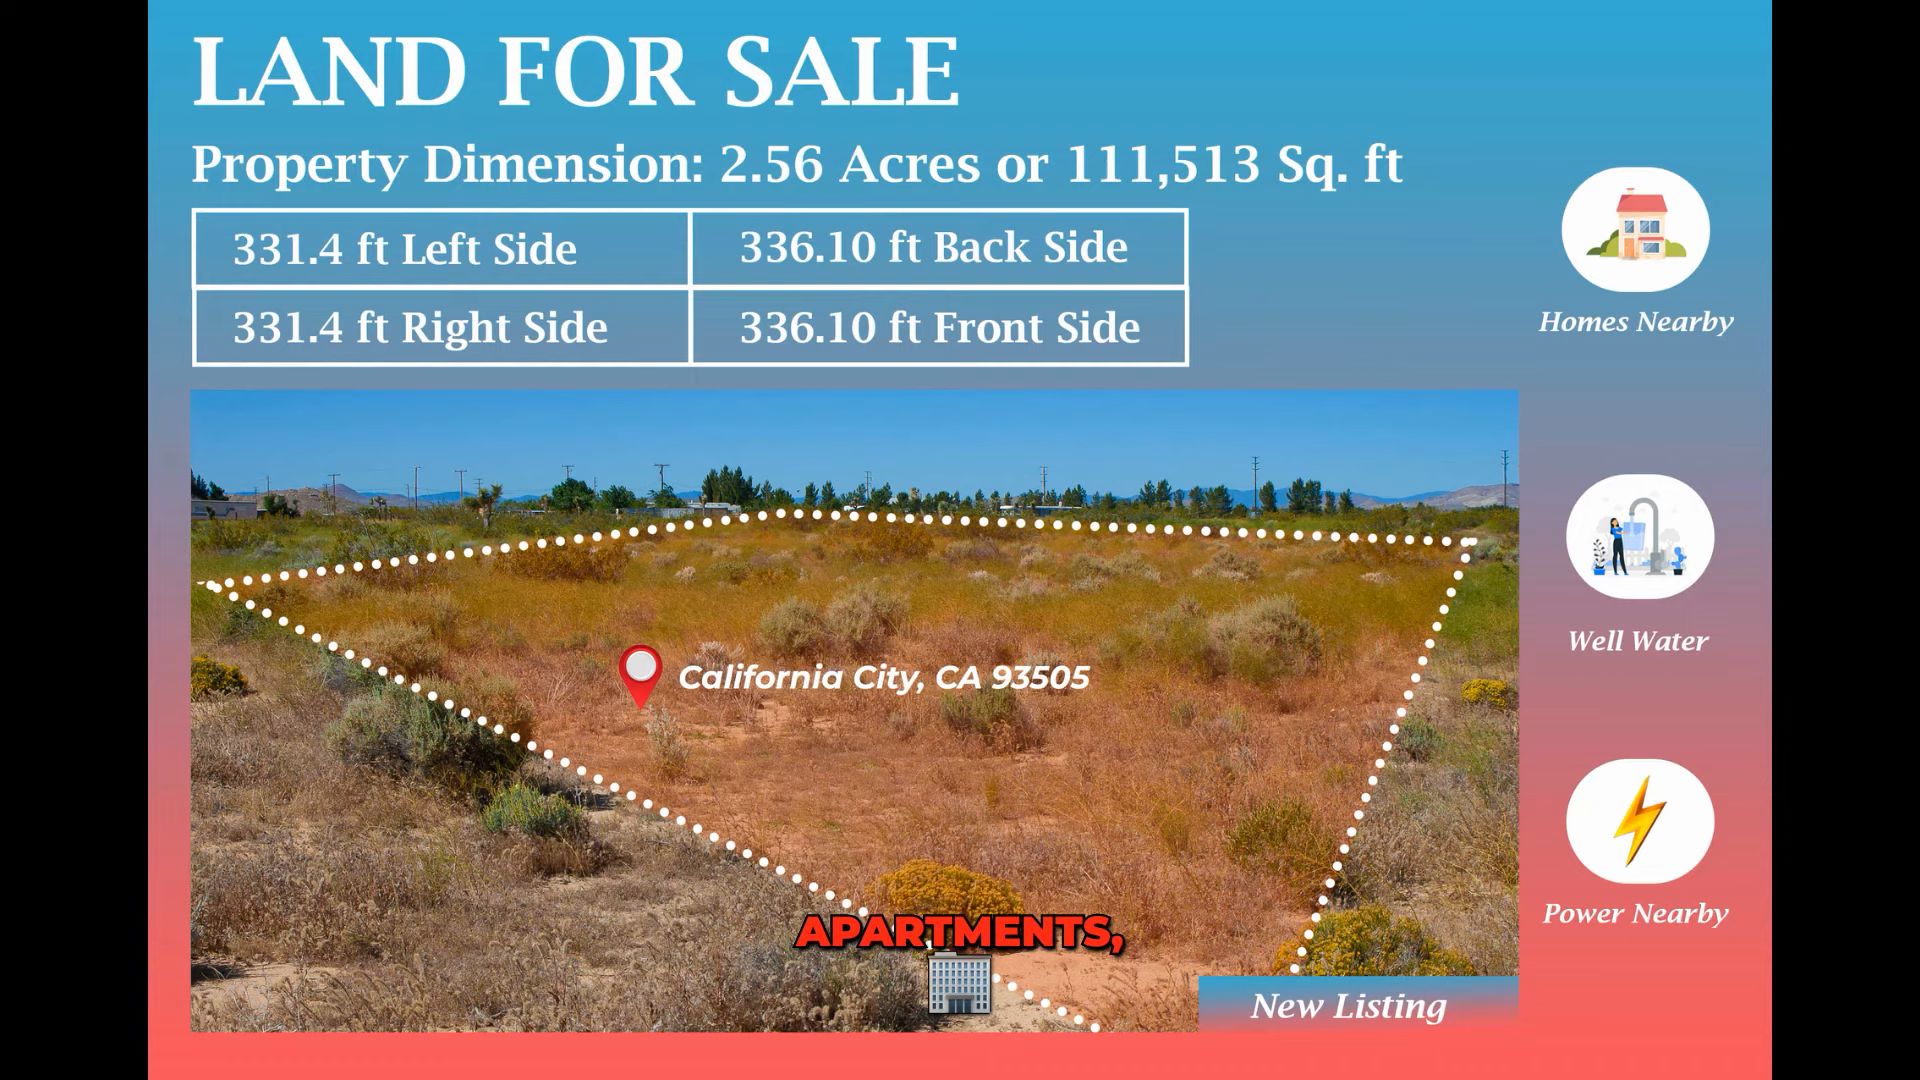 LAND FOR SALE
Property Dimension: 2.56 Acres or 111,513 Sq. ft
331.4 ft Left Side
336.10 ft Back Side
331.4 ft Right Side
336.10 ft Front Side
Homes Nearby
Well Water
California City, CA 93505
Power Nearby
APARTMENTS,
New Listing